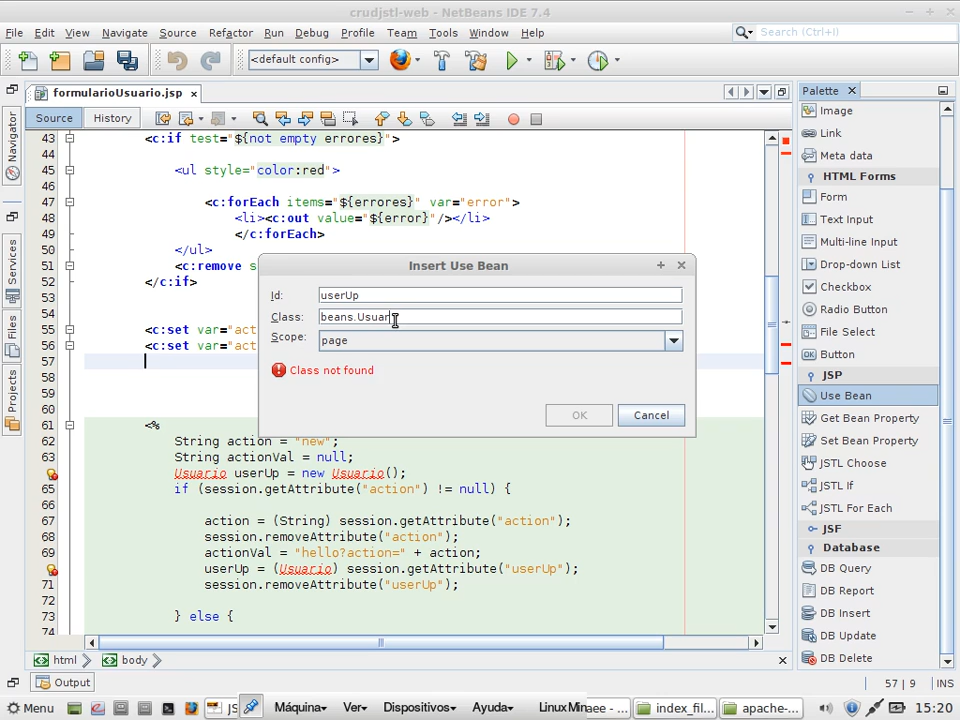 crudjstl-web - NetBeans IDE 7.4
File Edit View Navigate Source Refactor Run Debug Profile Team Tools Window Help
Search (Ctrl+I)
<default config>
formularioUsuario.jsp
Source History
Navigator
Services
Files
Projects
43 <c:if test="${not empty errores}">
44
45 <ul style="color:red">
46
47 <c:forEach items="${errores}" var="error">
48 <li><c:out value="${error}"/></li>
49 </c:forEach>
50 </ul>
51 <c:remove s
52 </c:if>
53
54
55 <c:set var="act
56 <c:set var="act
57
58
59
60
61 <%
62 String action = "new";
63 String actionVal = null;
Usuario userUp = new Usuario();
65 if (session.getAttribute("action") != null) {
66
67 action = (String) session.getAttribute("action");
68 session.removeAttribute("action");
69 actionVal = "hello?action=" + action;
userUp = (Usuario) session.getAttribute("userUp");
71 session.removeAttribute("userUp");
72
73 } else {
74
Insert Use Bean
Id: userUp
Class: beans.Usuar
Scope: page
Class not found
OK Cancel
Palette
Image
Link
Meta data
HTML Forms
Form
Text Input
Multi-line Input
Drop-down List
Checkbox
Radio Button
File Select
Button
JSP
Use Bean
Get Bean Property
Set Bean Property
JSTL Choose
JSTL If
JSTL For Each
JSF
Database
DB Query
DB Report
DB Insert
DB Update
DB Delete
html body
Output
57 | 9 INS
Menu
JS
Máquina Ver Dispositivos Ayuda
LinuxMin
aee - ...
index_fil...
apache-...
15:20